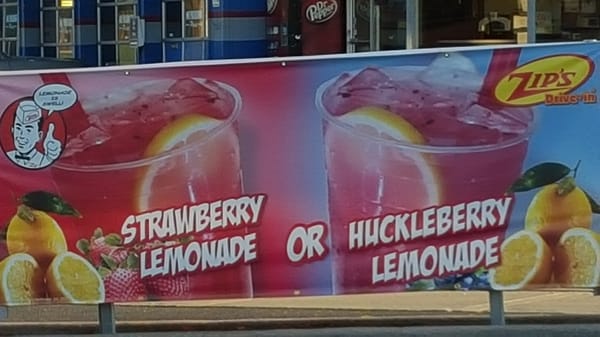 Dr Pepper
LEMONADE IS
SWELL!
ZIP'S
Drive-in
STRAWBERRY
LEMONADE
OR
HUCKLEBERRY
LEMONADE